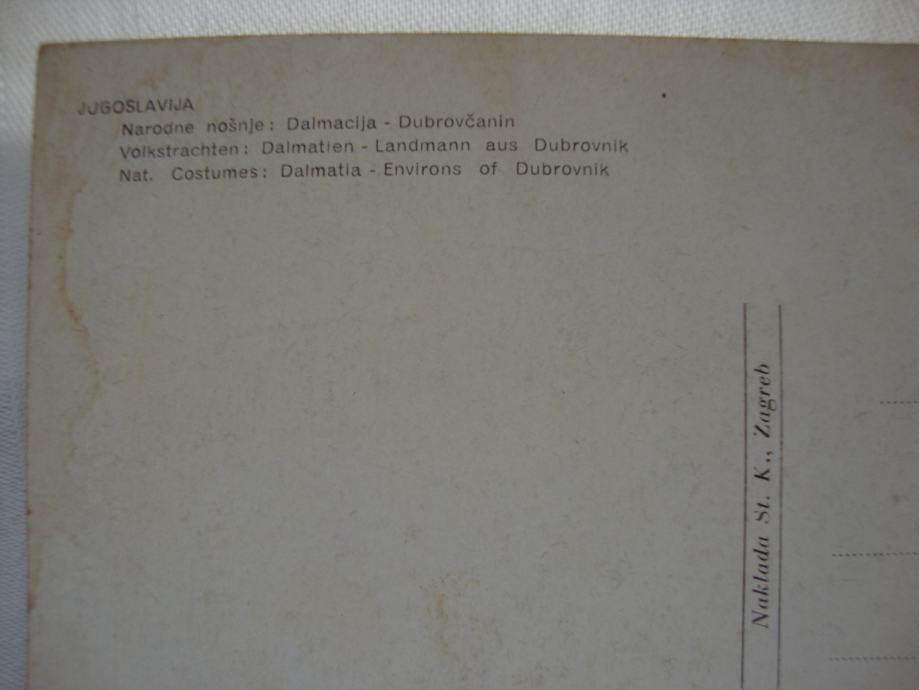 JUGOSLAVIJA
Narodne nošnje: Dalmacija - Dubrovčanin
Volkstrachten: Dalmatien - Landmann aus Dubrovnik
Nat. Costumes: Dalmatia - Environs of Dubrovnik
Naklada St. K., Zagreb